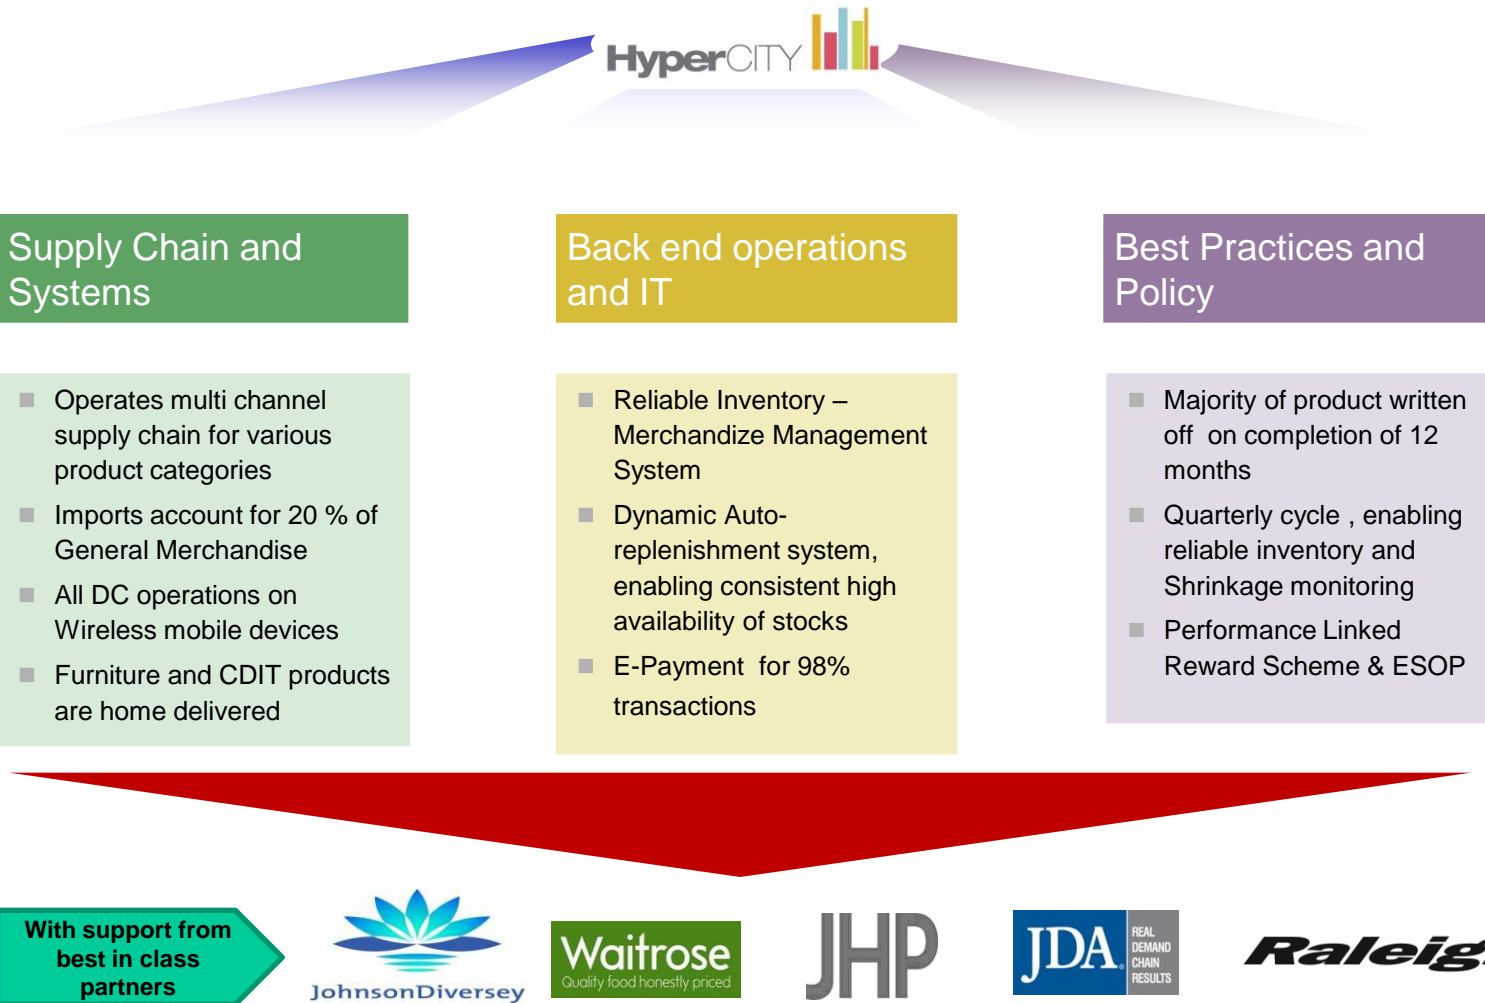 HyperCITY
Supply Chain and
Systems
Operates multi channel
supply chain for various
product categories
Imports account for 20 % of
General Merchandise
All DC operations on
Wireless mobile devices
Furniture and CDIT products
are home delivered
Back end operations
and IT
Reliable Inventory –
Merchandize Management
System
Dynamic Auto-
replenishment system,
enabling consistent high
availability of stocks
E-Payment for 98%
transactions
Best Practices and
Policy
Majority of product written
off on completion of 12
months
Quarterly cycle , enabling
reliable inventory and
Shrinkage monitoring
Performance Linked
Reward Scheme & ESOP
With support from
best in class
partners
JohnsonDiversey
Waitrose
Quality food honestly priced
JHP
JDA.
REAL
DEMAND
CHAIN
RESULTS